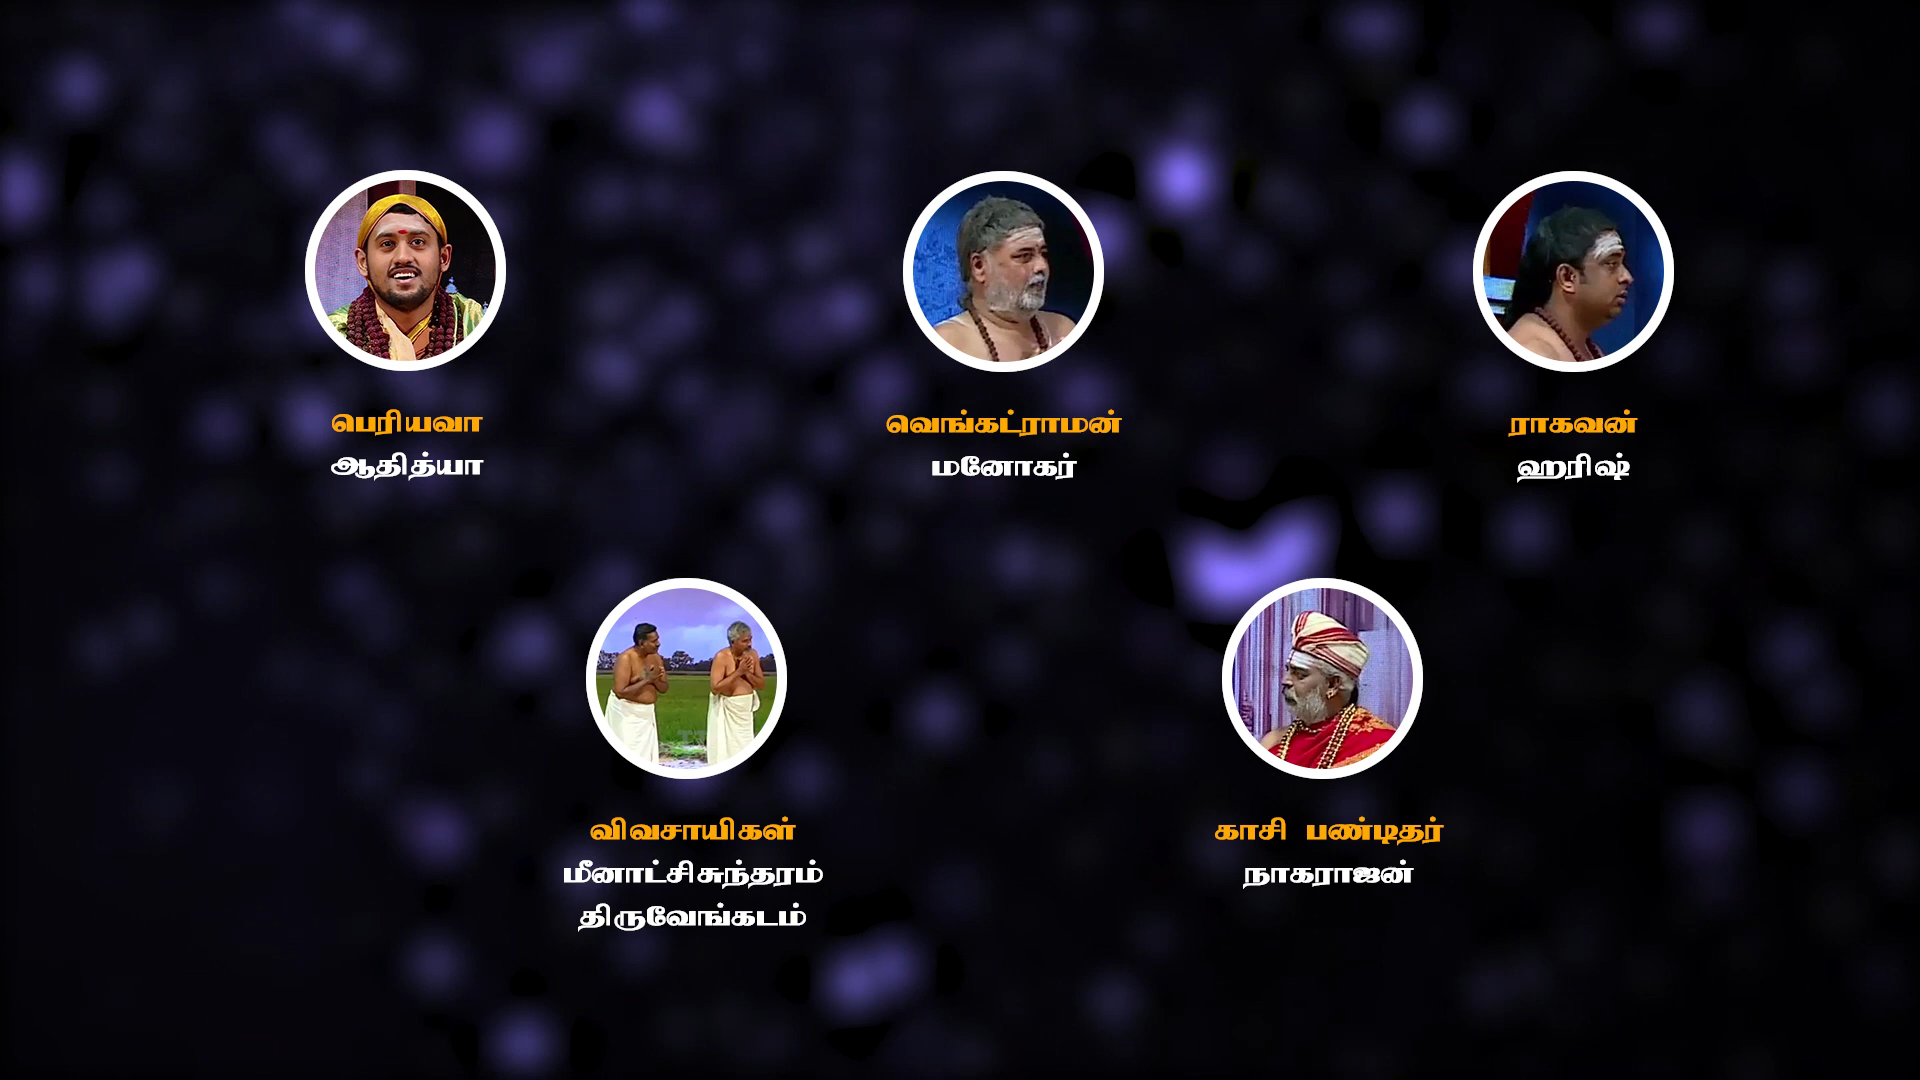 பெரியவா
ஆதித்யா
வெங்கட்ராமன்
மனோகர்
ராகவன்
ஹரிஷ்
விவசாயிகள்
மீனாட்சிசுந்தரம்
திருவேங்கடம்
காசி பண்டிதர்
நாகராஜன்